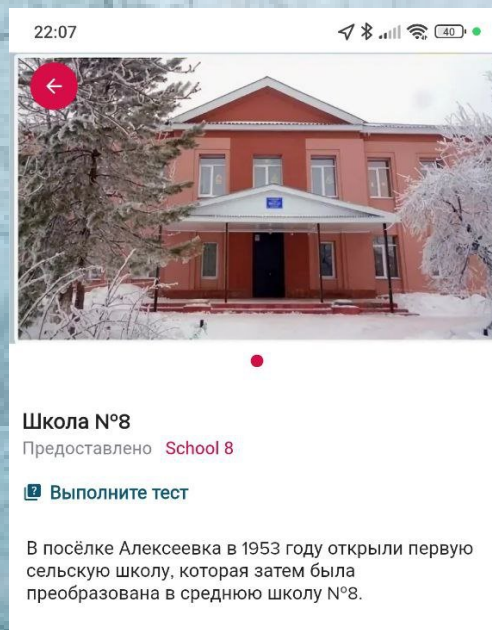 22:07
40
Школа №8
Предоставлено School 8
Выполните тест
В посёлке Алексеевка в 1953 году открыли первую
сельскую школу, которая затем была
преобразована в среднюю школу №8.